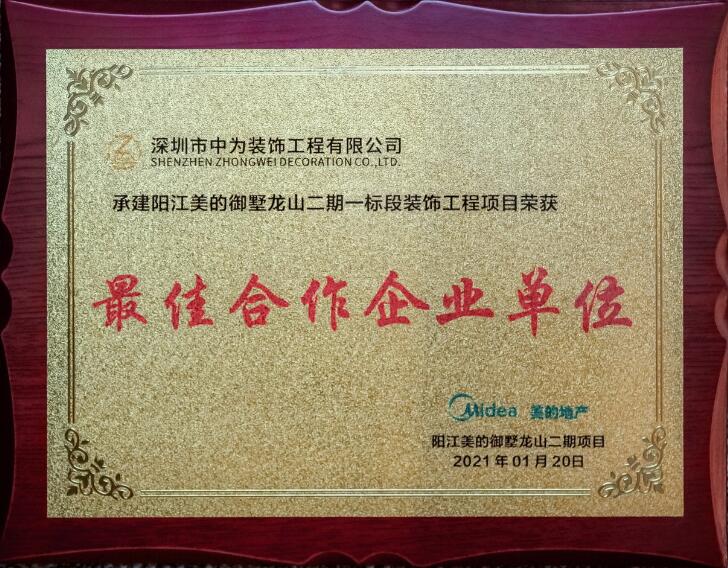 深圳市中为装饰工程有限公司
SHENZHEN ZHONGWEI DECORATION CO.,LTD.
承建阳江美的御墅龙山二期一标段装饰工程项目荣获
最佳合作企业单位
Midea 美的地产
阳江美的御墅龙山二期项目
2021年01月20日